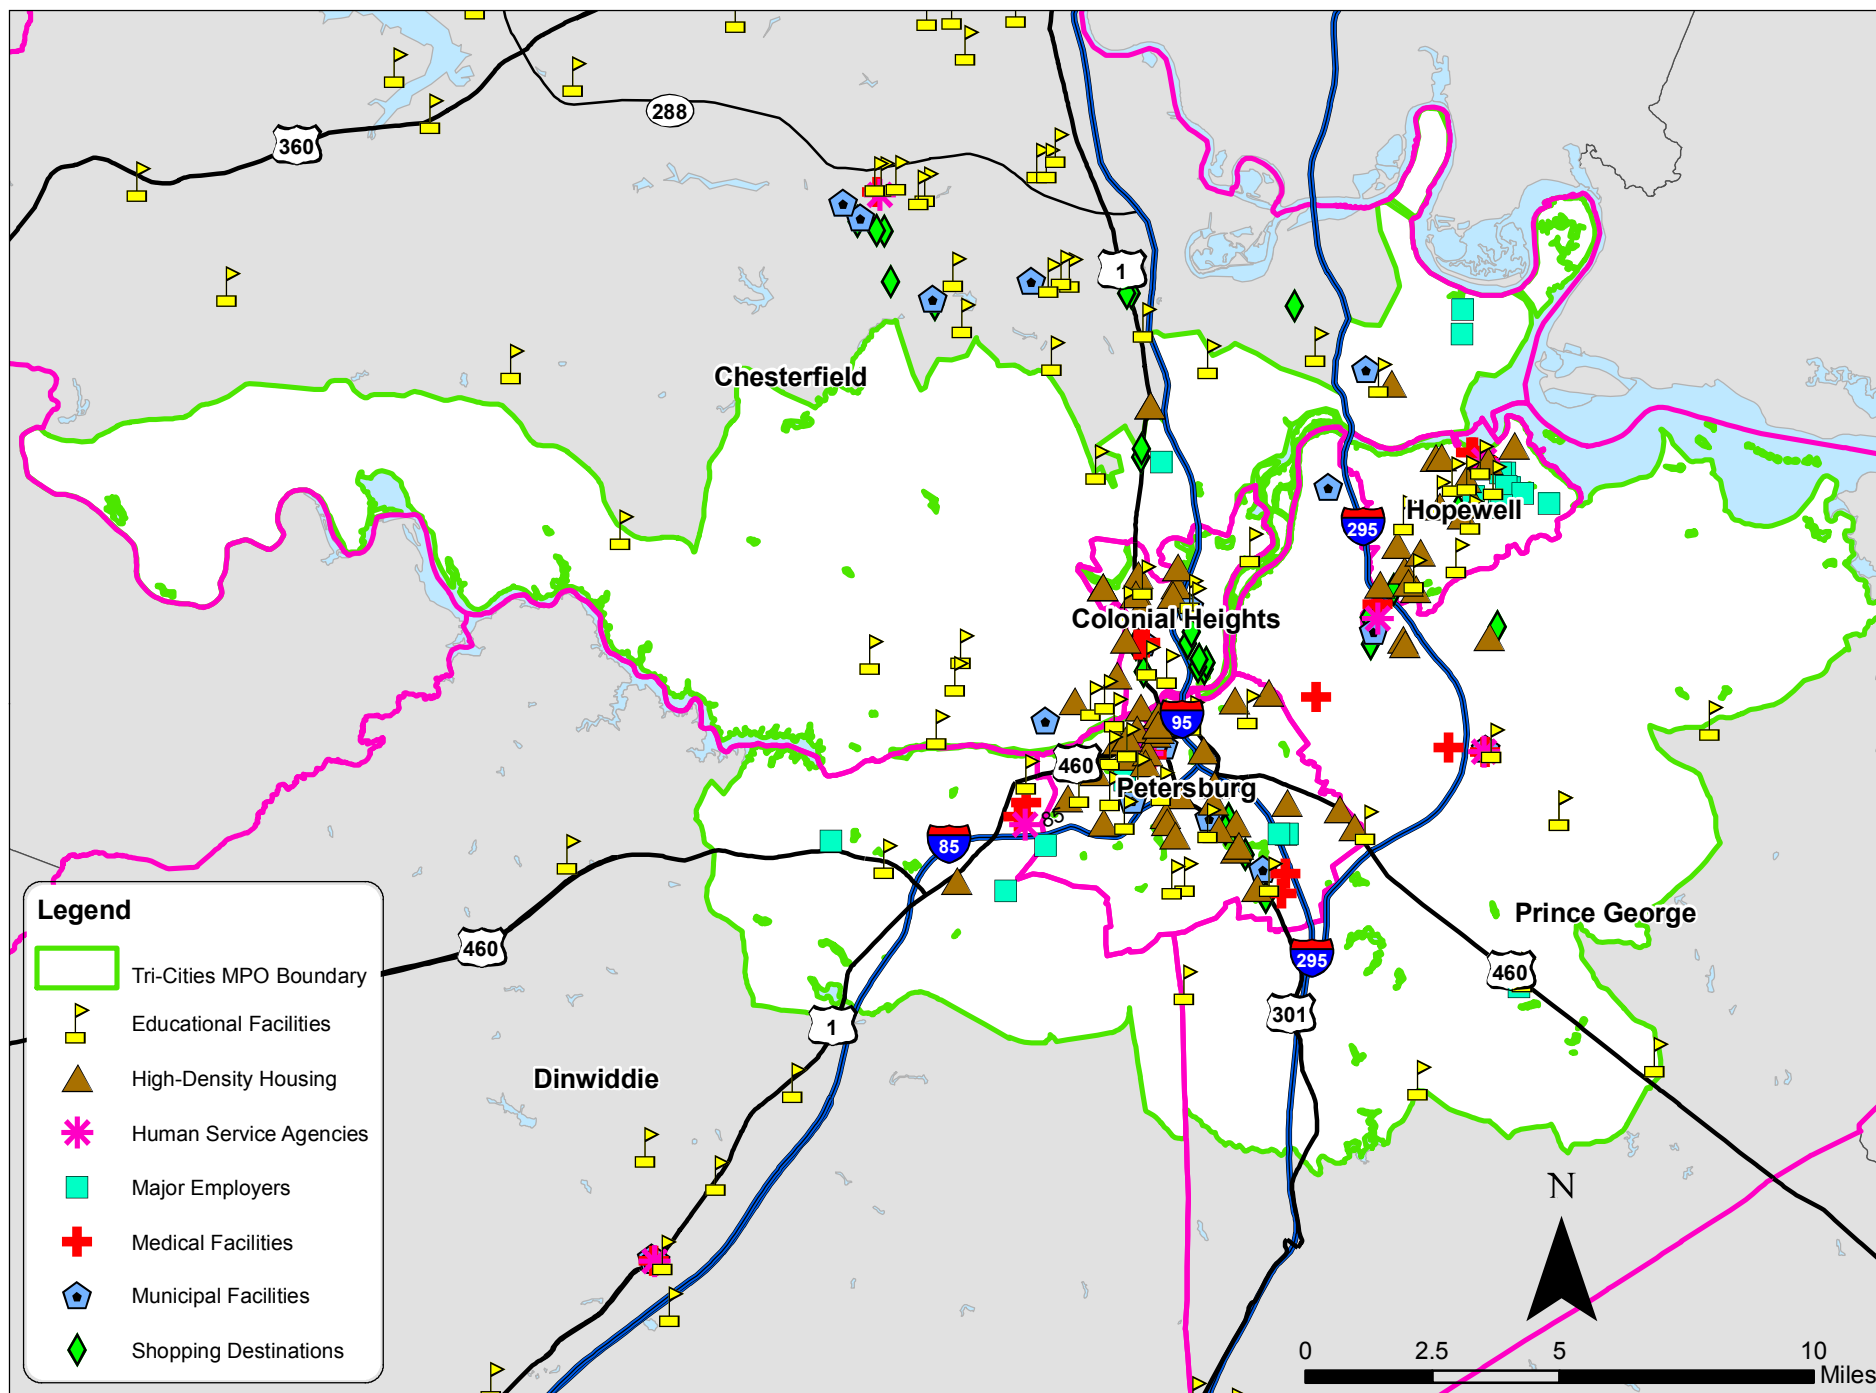 288
360
1
Chesterfield
295
Hopewell
Colonial Heights
95
460
Petersburg
85
85
Prince George
460
460
295
301
1
Dinwiddie
Legend
Tri-Cities MPO Boundary
Educational Facilities
High-Density Housing
Human Service Agencies
Major Employers
Medical Facilities
Municipal Facilities
Shopping Destinations
N
0 2.5 5 10
Miles